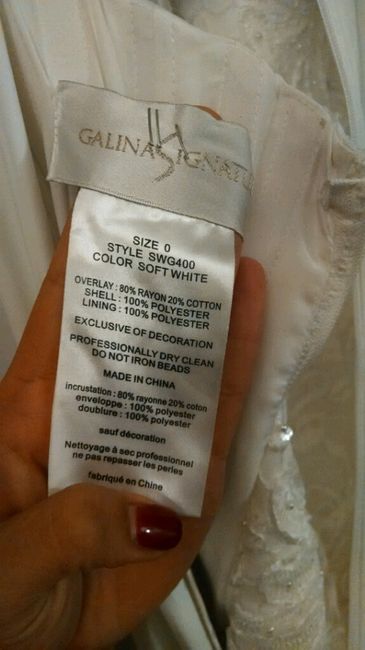 GALINA SIGNATU
SIZE 0
STYLE SWG400
COLOR SOFT WHITE
OVERLAY : 80% RAYON 20% COTTON
SHELL : 100% POLYESTER
LINING : 100% POLYESTER
EXCLUSIVE OF DECORATION
PROFESSIONALLY DRY CLEAN
DO NOT IRON BEADS
MADE IN CHINA
incrustation : 80% rayonne 20% coton
enveloppe : 100% polyester
doublure : 100% polyester
sauf décoration
Nettoyage à sec professionnel
ne pas repasser les perles
fabriqué en Chine